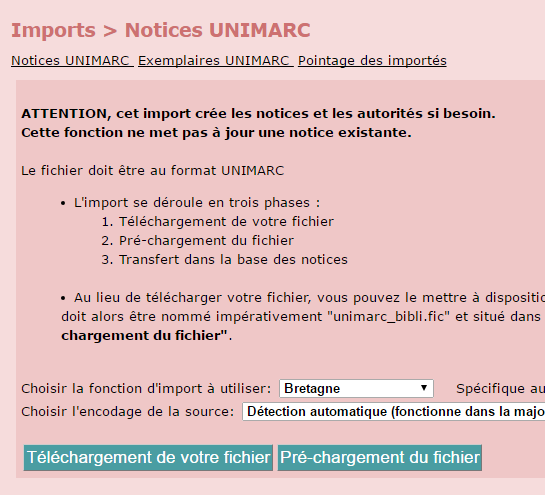 Imports > Notices UNIMARC
Notices UNIMARC Exemplaires UNIMARC Pointage des importés
ATTENTION, cet import crée les notices et les autorités si besoin.
Cette fonction ne met pas à jour une notice existante.
Le fichier doit être au format UNIMARC
• L'import se déroule en trois phases :
1. Téléchargement de votre fichier
2. Pré-chargement du fichier
3. Transfert dans la base des notices
• Au lieu de télécharger votre fichier, vous pouvez le mettre à dispositio
doit alors être nommé impérativement "unimarc_bibli.fic" et situé dans
chargement du fichier".
Choisir la fonction d'import à utiliser: Bretagne Spécifique au
Choisir l'encodage de la source: Détection automatique (fonctionne dans la majo
Téléchargement de votre fichier Pré-chargement du fichier